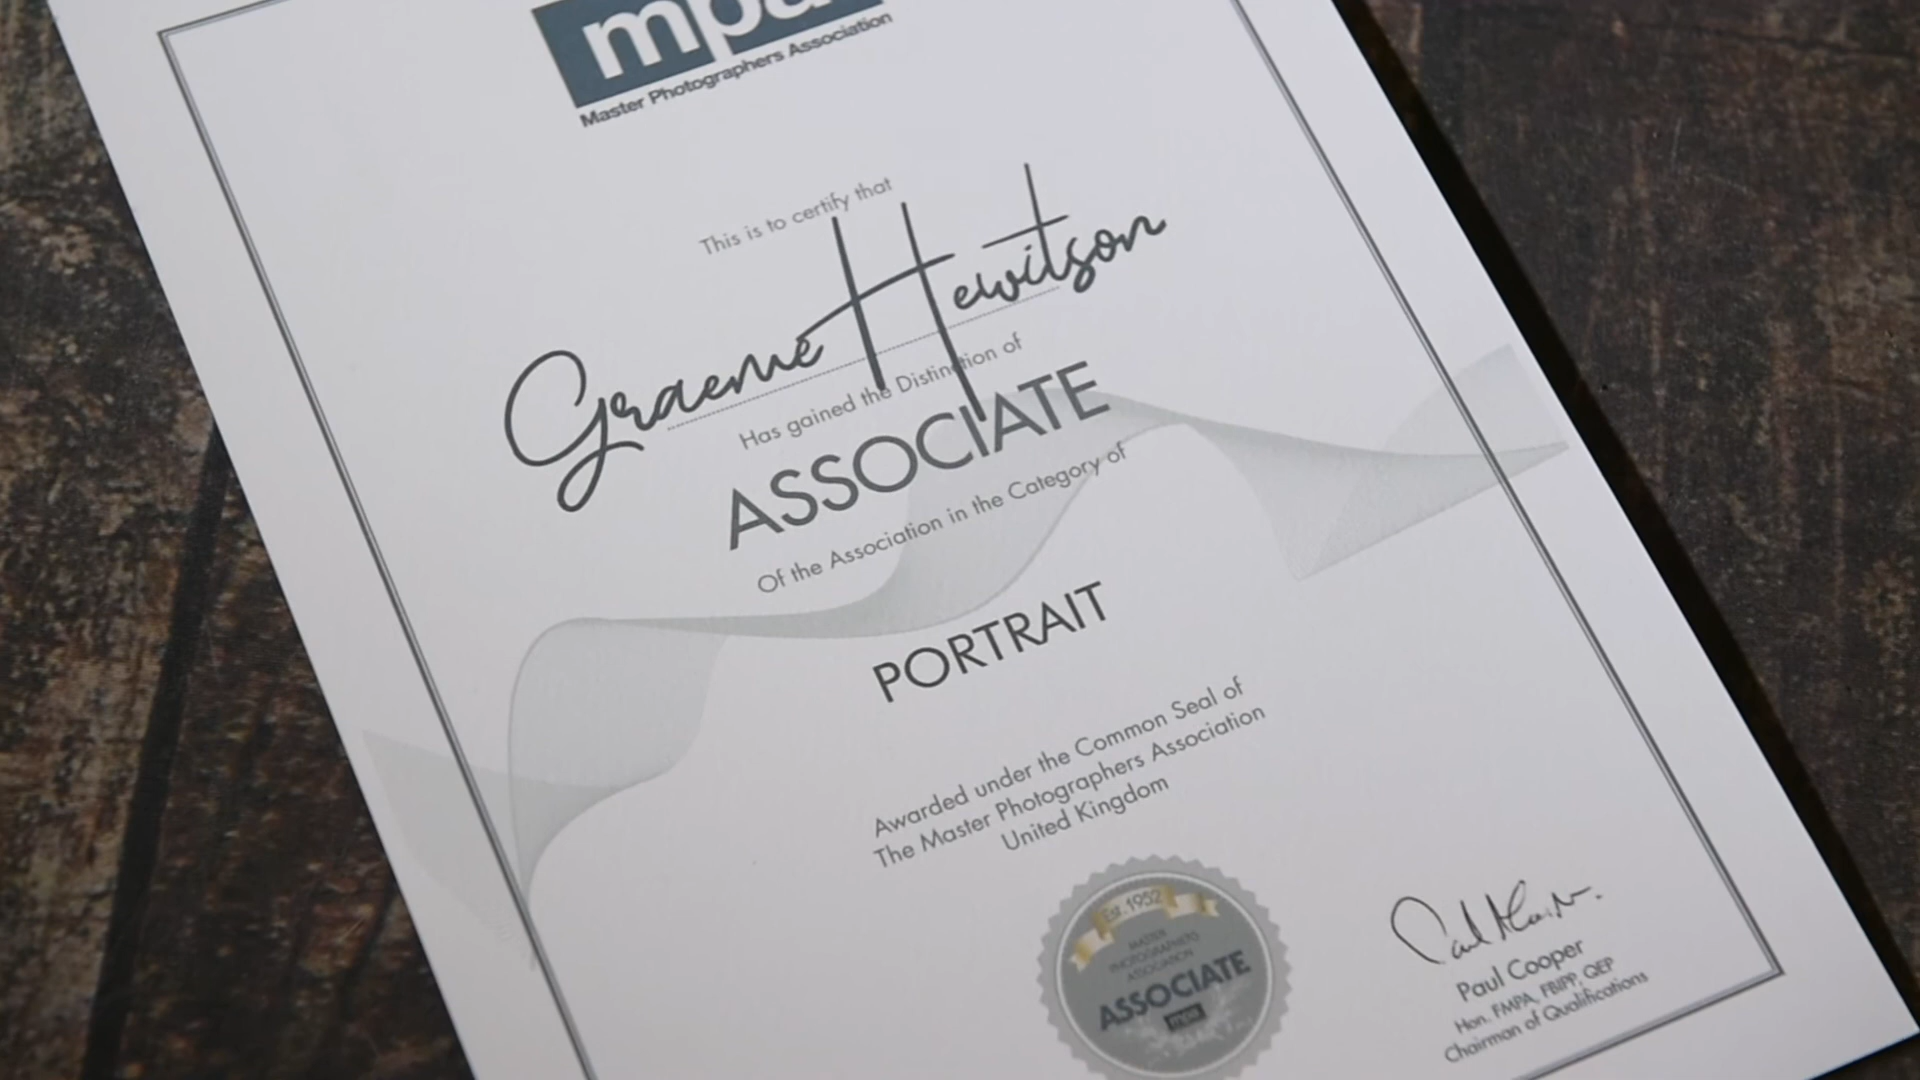 mpa
Master Photographers Association
This is to certify that
Graeme Hewitson
Has gained the Distinction of
ASSOCIATE
Of the Association in the Category of
PORTRAIT
Awarded under the Common Seal of
The Master Photographers Association
United Kingdom
Est. 1952
MASTER
PHOTOGRAPHERS
ASSOCIATION
ASSOCIATE
mpa
Paul Cooper
Hon. FMPA, FBIPP, QEP
Chairman of Qualifications